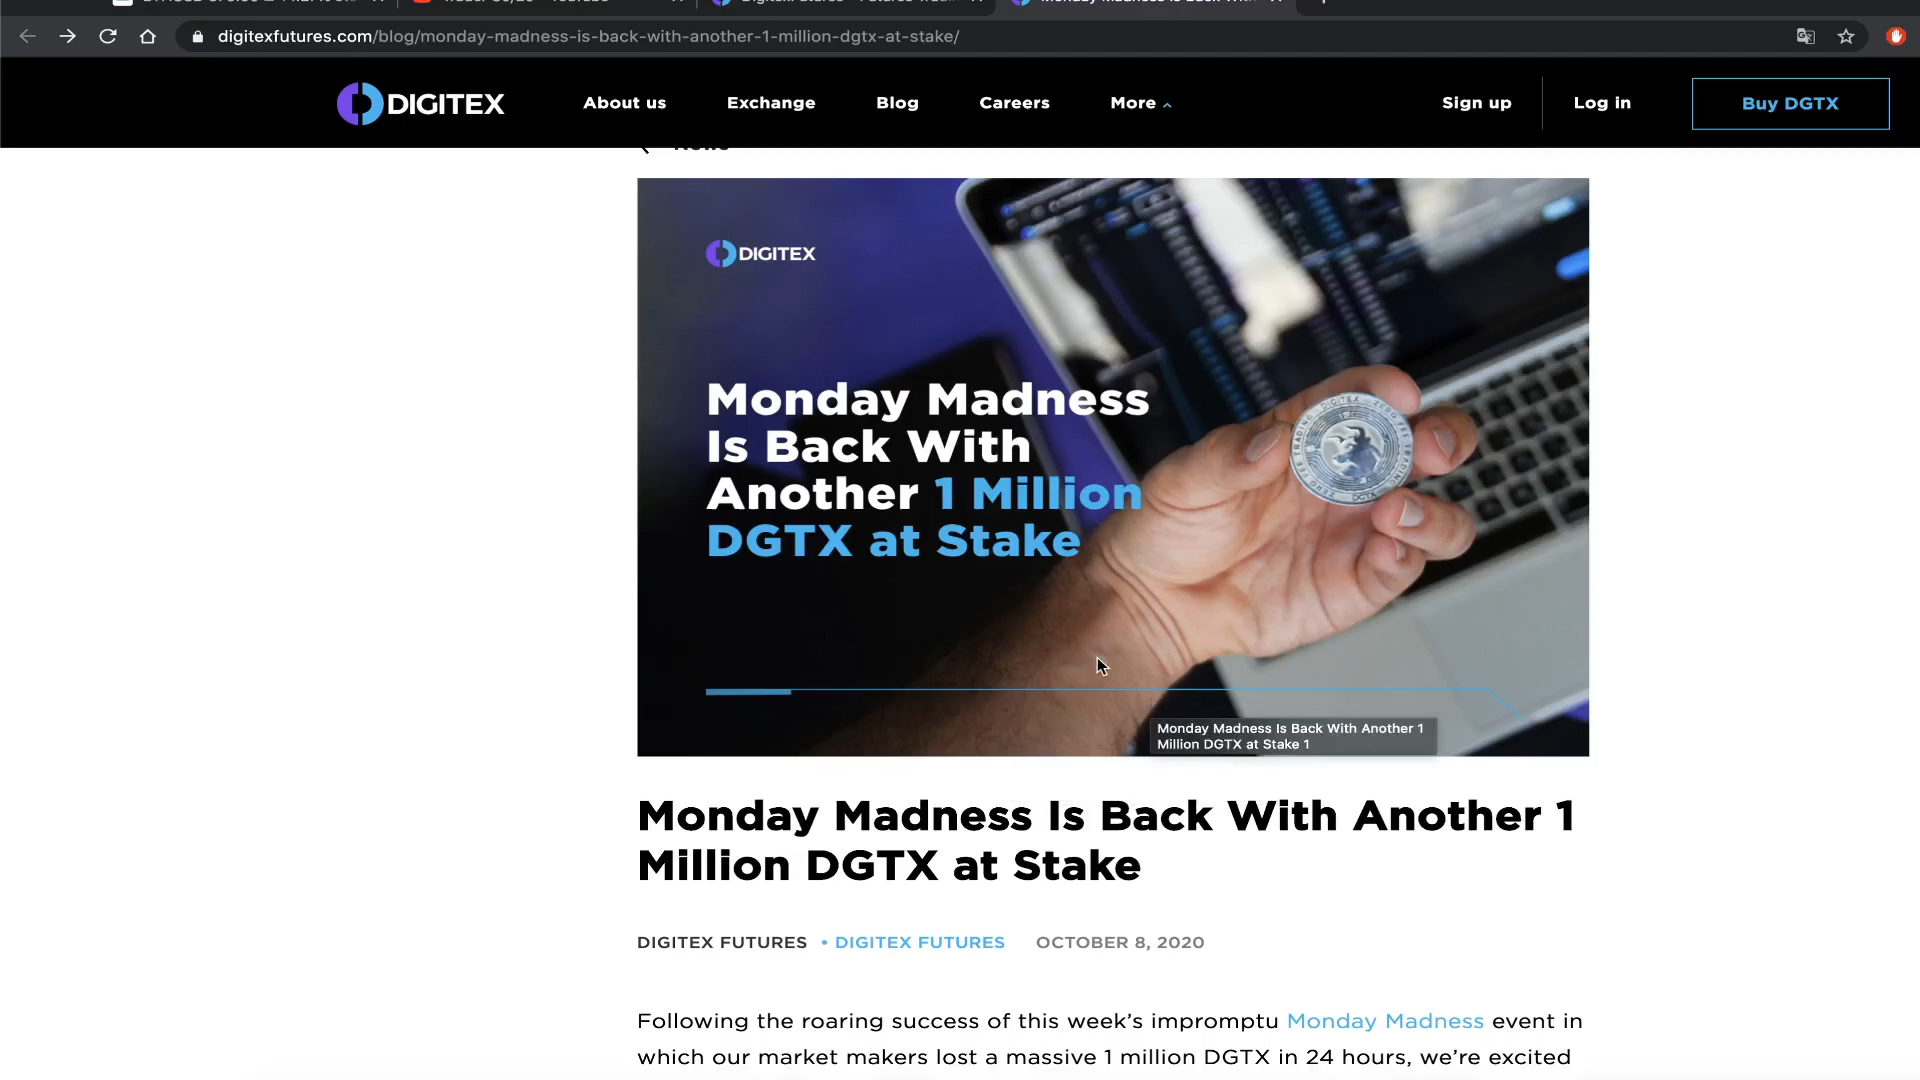 digitexfutures.com/blog/monday-madness-is-back-with-another-1-million-dgtx-at-stake/
DIGITEX
About us
Exchange
Blog
Careers
More
Sign up
Log in
Buy DGTX
DIGITEX
Monday Madness
Is Back With
Another 1 Million
DGTX at Stake
Monday Madness Is Back With Another 1
Million DGTX at Stake 1
Monday Madness Is Back With Another 1
Million DGTX at Stake
DIGITEX FUTURES • DIGITEX FUTURES OCTOBER 8, 2020
Following the roaring success of this week's impromptu Monday Madness event in
which our market makers lost a massive 1 million DGTX in 24 hours, we're excited